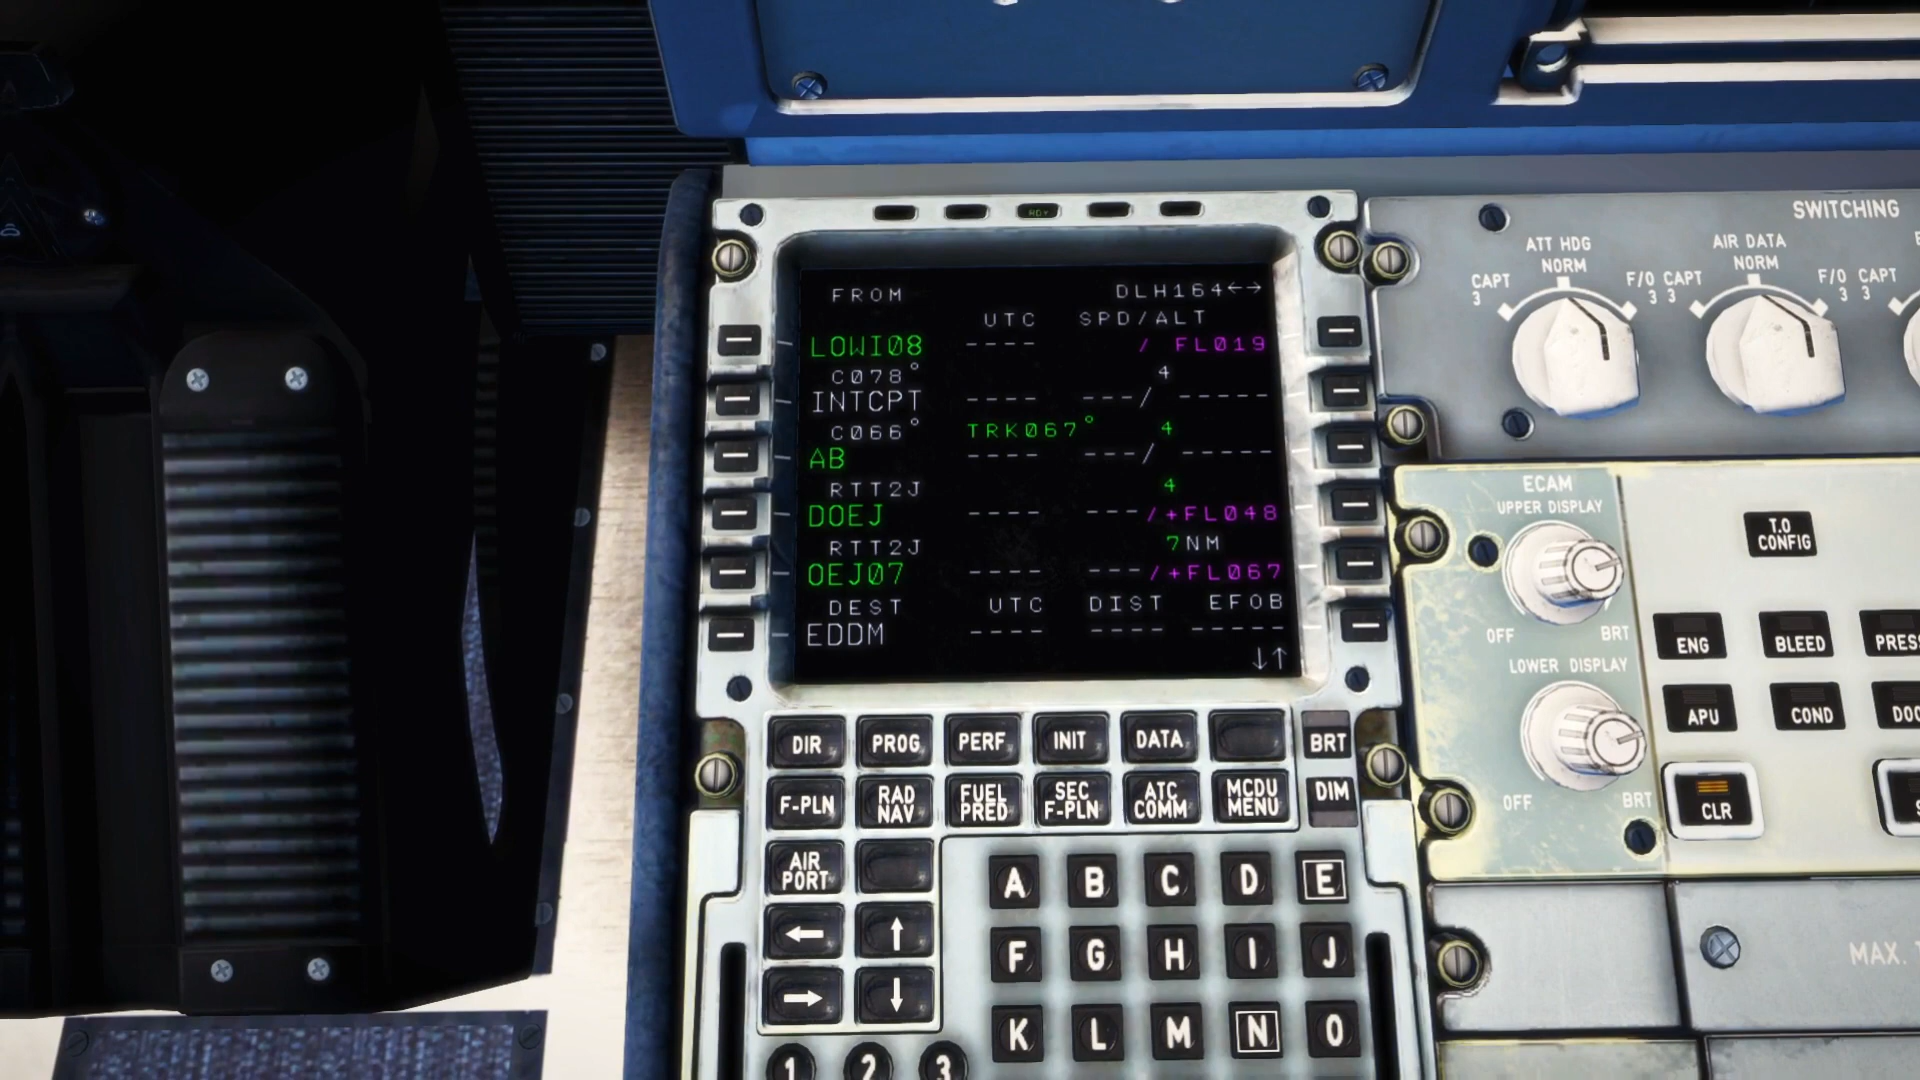 RDY
FROM DLH164←→
UTC SPD/ALT
LOWI08 ---- / FL019
C078° 4
INTCPT ---- ---/ -----
C066° TRK067° 4
AB ---- ---/ -----
RTT2J 4
DOEJ ---- ---/+FL048
RTT2J 7NM
OEJ07 ---- ---/+FL067
DEST UTC DIST EFOB
EDDM ---- ---- -----
↓↑
DIR PROG PERF INIT DATA BRT
F-PLN RAD NAV FUEL PRED SEC F-PLN ATC COMM MCDU MENU DIM
AIR PORT
← ↑
→ ↓
A B C D E
F G H I J
K L M N O
1 2 3
SWITCHING
ATT HDG AIR DATA
NORM NORM
CAPT 3 F/O 3 CAPT 3 F/O 3 CAPT 3
ECAM
UPPER DISPLAY
OFF BRT
LOWER DISPLAY
OFF BRT
T.O CONFIG
ENG BLEED PRESS
APU COND
CLR
MAX.